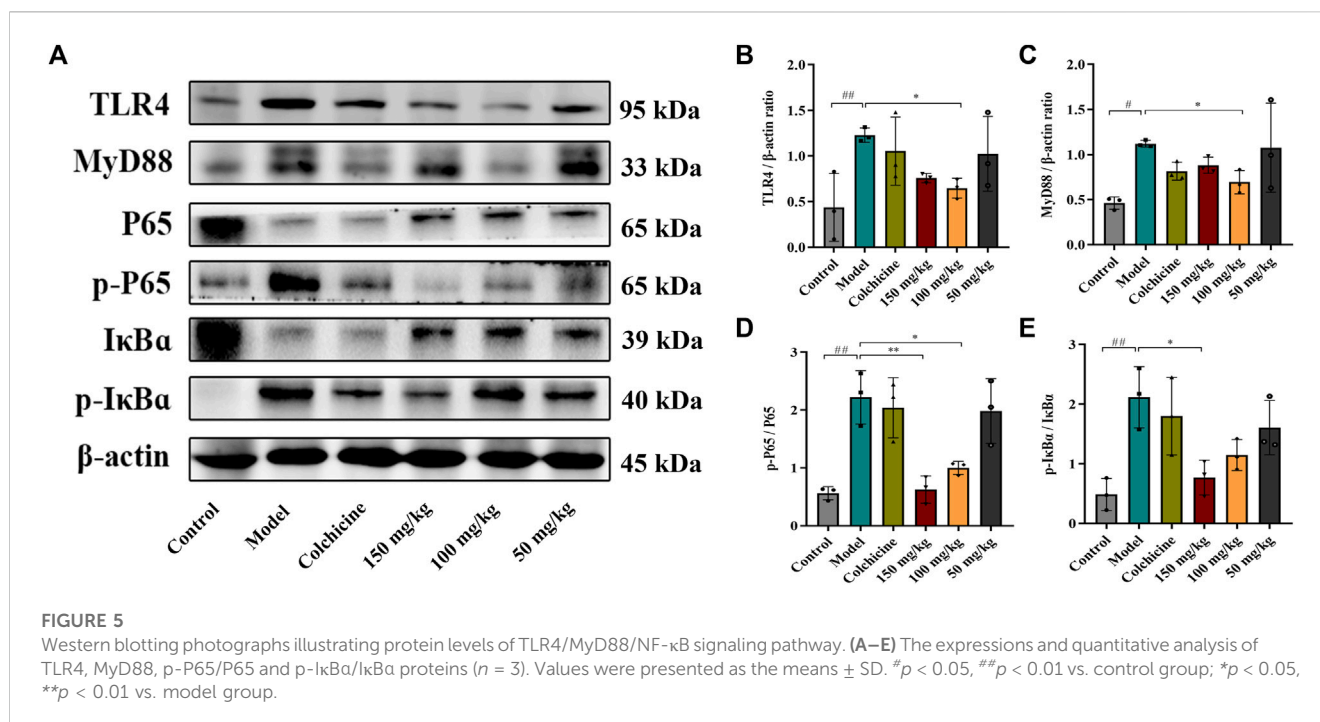 A
TLR4
95 kDa
MyD88
33 kDa
P65
65 kDa
p-P65
65 kDa
IκBα
39 kDa
p-IκBα
40 kDa
β-actin
45 kDa
Control
Model
Colchicine
150 mg/kg
100 mg/kg
50 mg/kg
B
TLR4 / β-actin ratio
2.0
1.5
1.0
0.5
0.0
##
*
Control
Model
Colchicine
150 mg/kg
100 mg/kg
50 mg/kg
C
MyD88 / β-actin ratio
2.0
1.5
1.0
0.5
0.0
#
*
Control
Model
Colchicine
150 mg/kg
100 mg/kg
50 mg/kg
D
p-P65 / P65
3
2
1
0
##
**
*
Control
Model
Colchicine
150 mg/kg
100 mg/kg
50 mg/kg
E
p-IκBα / IκBα
3
2
1
0
##
*
Control
Model
Colchicine
150 mg/kg
100 mg/kg
50 mg/kg
FIGURE 5
Western blotting photographs illustrating protein levels of TLR4/MyD88/NF-κB signaling pathway. (A–E) The expressions and quantitative analysis of
TLR4, MyD88, p-P65/P65 and p-IκBα/IκBα proteins (n = 3). Values were presented as the means ± SD. #p < 0.05, ##p < 0.01 vs. control group; *p < 0.05,
**p < 0.01 vs. model group.